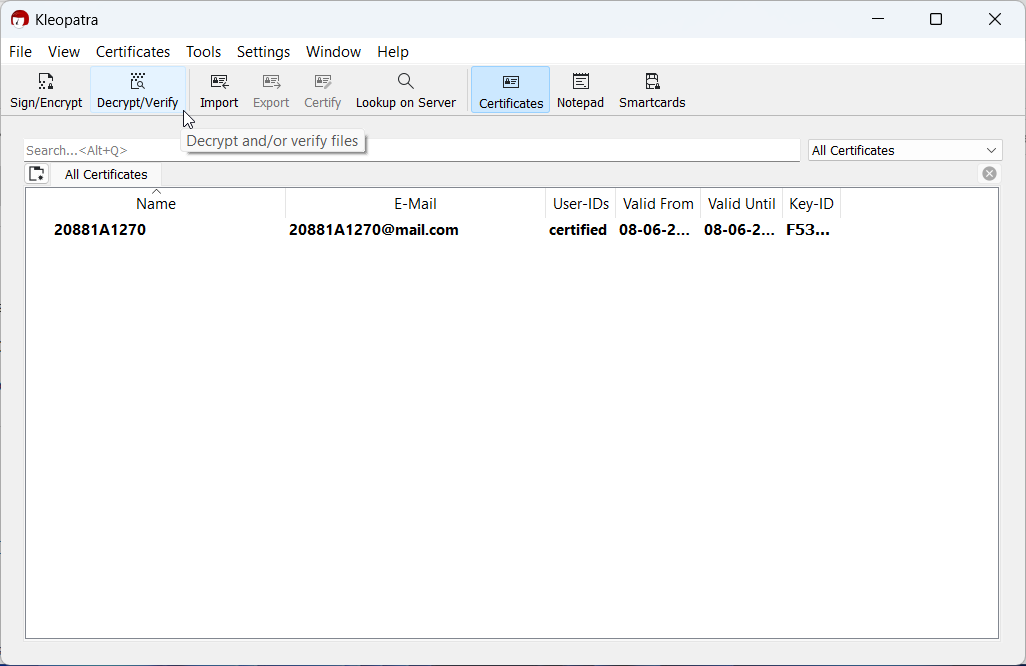 Kleopatra
File View Certificates Tools Settings Window Help
Sign/Encrypt Decrypt/Verify Import Export Certify Lookup on Server Certificates Notepad Smartcards
Decrypt and/or verify files
Search...<Alt+Q> All Certificates
All Certificates
Name E-Mail User-IDs Valid From Valid Until Key-ID
20881A1270 20881A1270@mail.com certified 08-06-2... 08-06-2... F53...